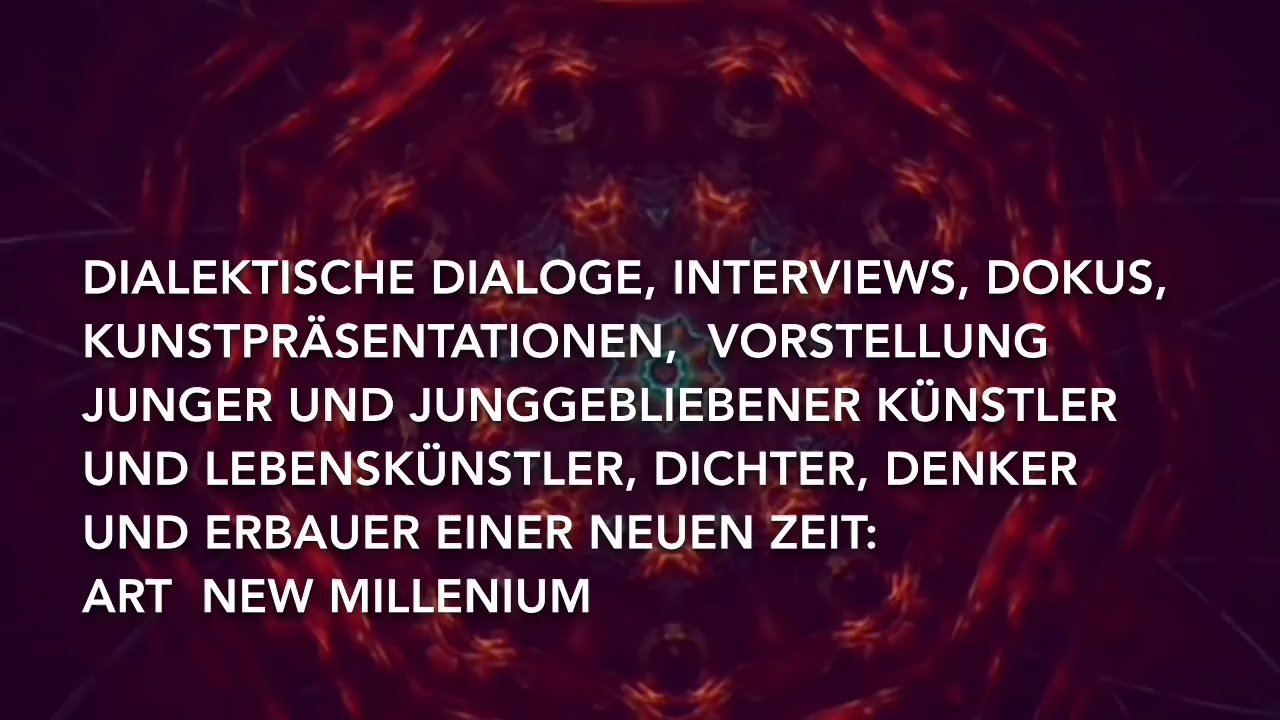 DIALEKTISCHE DIALOGE, INTERVIEWS, DOKUS,
KUNSTPRÄSENTATIONEN,  VORSTELLUNG
JUNGER UND JUNGGEBLIEBENER KÜNSTLER
UND LEBENSKÜNSTLER, DICHTER, DENKER
UND ERBAUER EINER NEUEN ZEIT:
ART  NEW MILLENIUM